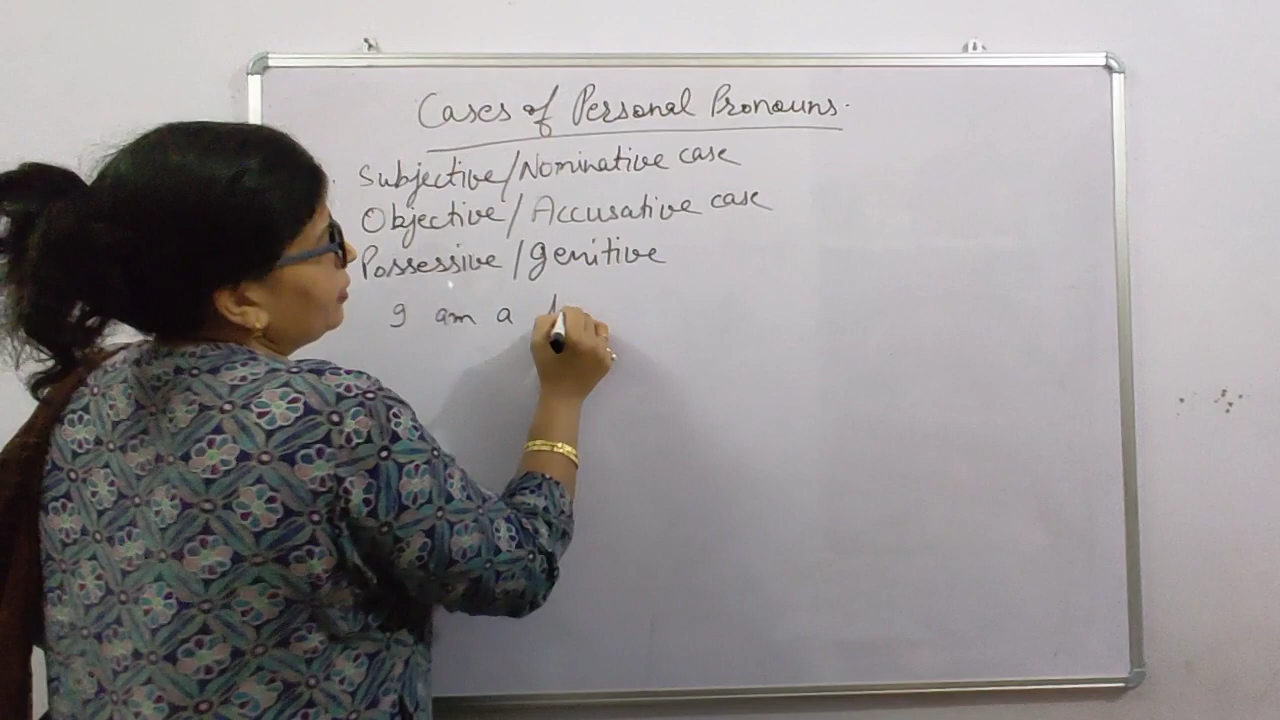 Cases of Personal Pronouns.
Subjective/Nominative case
Objective/Accusative case
Possessive/genitive
I am a